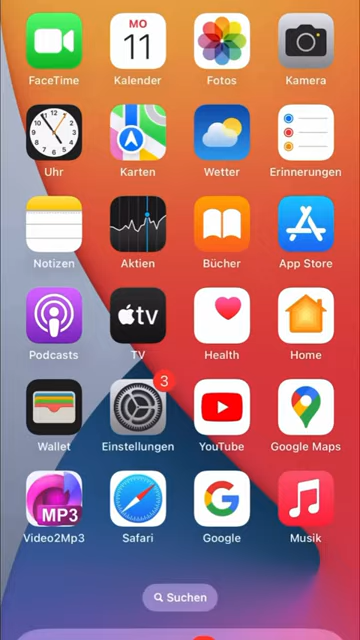 MO
11
FaceTime Kalender Fotos Kamera
Uhr Karten Wetter Erinnerungen
Notizen Aktien Bücher App Store
tv
Podcasts TV Health Home
3
Wallet Einstellungen YouTube Google Maps
MP3
Video2Mp3 Safari Google Musik
Suchen